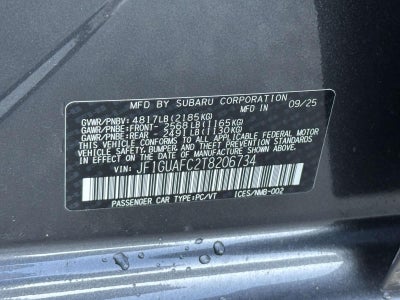 MFD BY SUBARU CORPORATION 09/25
GVWR/PNBV: 4817LB(2185KG)
GAWR/PNBE: FRONT- 2568LB(1165KG)
GAWR/PNBE: REAR - 2491LB(1130KG)
THIS VEHICLE CONFORMS TO ALL APPLICABLE FEDERAL MOTOR
VEHICLE SAFETY, BUMPER, AND THEFT PREVENTION STANDARDS
IN EFFECT ON THE DATE OF MANUFACTURE SHOWN ABOVE.
VIN: JF1GUAFC2T8206734
PASSENGER CAR TYPE:PC/VT ICES/NMB-002